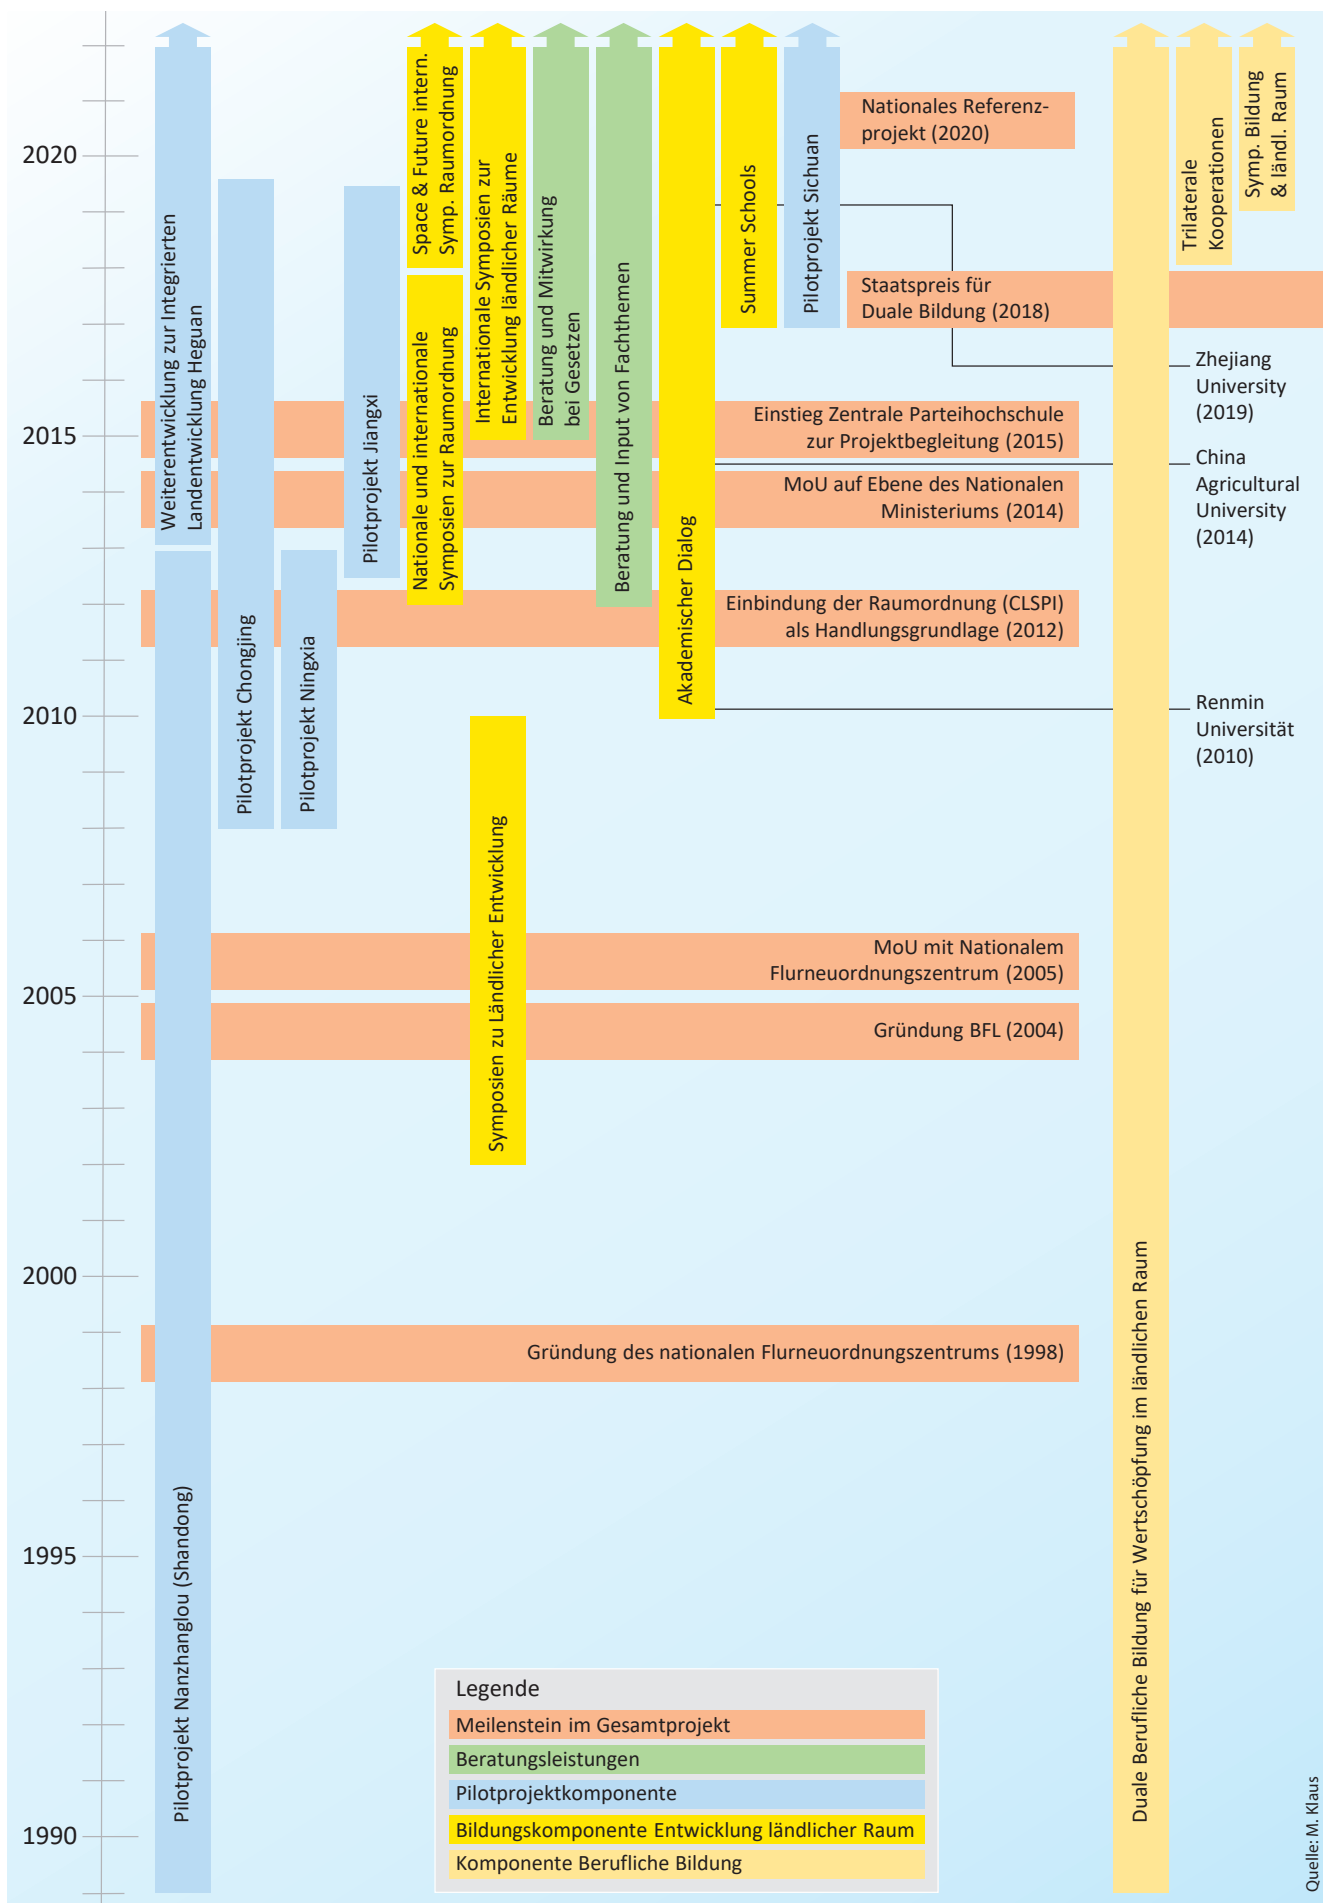 2020
2015
2010
2005
2000
1995
1990
Weiterentwicklung zur Integrierten
Landentwicklung Heguan
Pilotprojekt Nanzhanglou (Shandong)
Pilotprojekt Chongjing
Pilotprojekt Ningxia
Pilotprojekt Jiangxi
Space & Future intern.
Symp. Raumordnung
Nationale und internationale
Symposien zur Raumordnung
Internationale Symposien zur
Entwicklung ländlicher Räume
Symposien zu Ländlicher Entwicklung
Beratung und Mitwirkung
bei Gesetzen
Beratung und Input von Fachthemen
Akademischer Dialog
Summer Schools
Pilotprojekt Sichuan
Nationales Referenz-
projekt (2020)
Staatspreis für
Duale Bildung (2018)
Einstieg Zentrale Parteihochschule
zur Projektbegleitung (2015)
MoU auf Ebene des Nationalen
Ministeriums (2014)
Einbindung der Raumordnung (CLSPI)
als Handlungsgrundlage (2012)
MoU mit Nationalem
Flurneuordnungszentrum (2005)
Gründung BFL (2004)
Gründung des nationalen Flurneuordnungszentrums (1998)
Duale Berufliche Bildung für Wertschöpfung im ländlichen Raum
Trilaterale
Kooperationen
Symp. Bildung
& ländl. Raum
Zhejiang
University
(2019)
China
Agricultural
University
(2014)
Renmin
Universität
(2010)
Legende
Meilenstein im Gesamtprojekt
Beratungsleistungen
Pilotprojektkomponente
Bildungskomponente Entwicklung ländlicher Raum
Komponente Berufliche Bildung
Quelle: M. Klaus